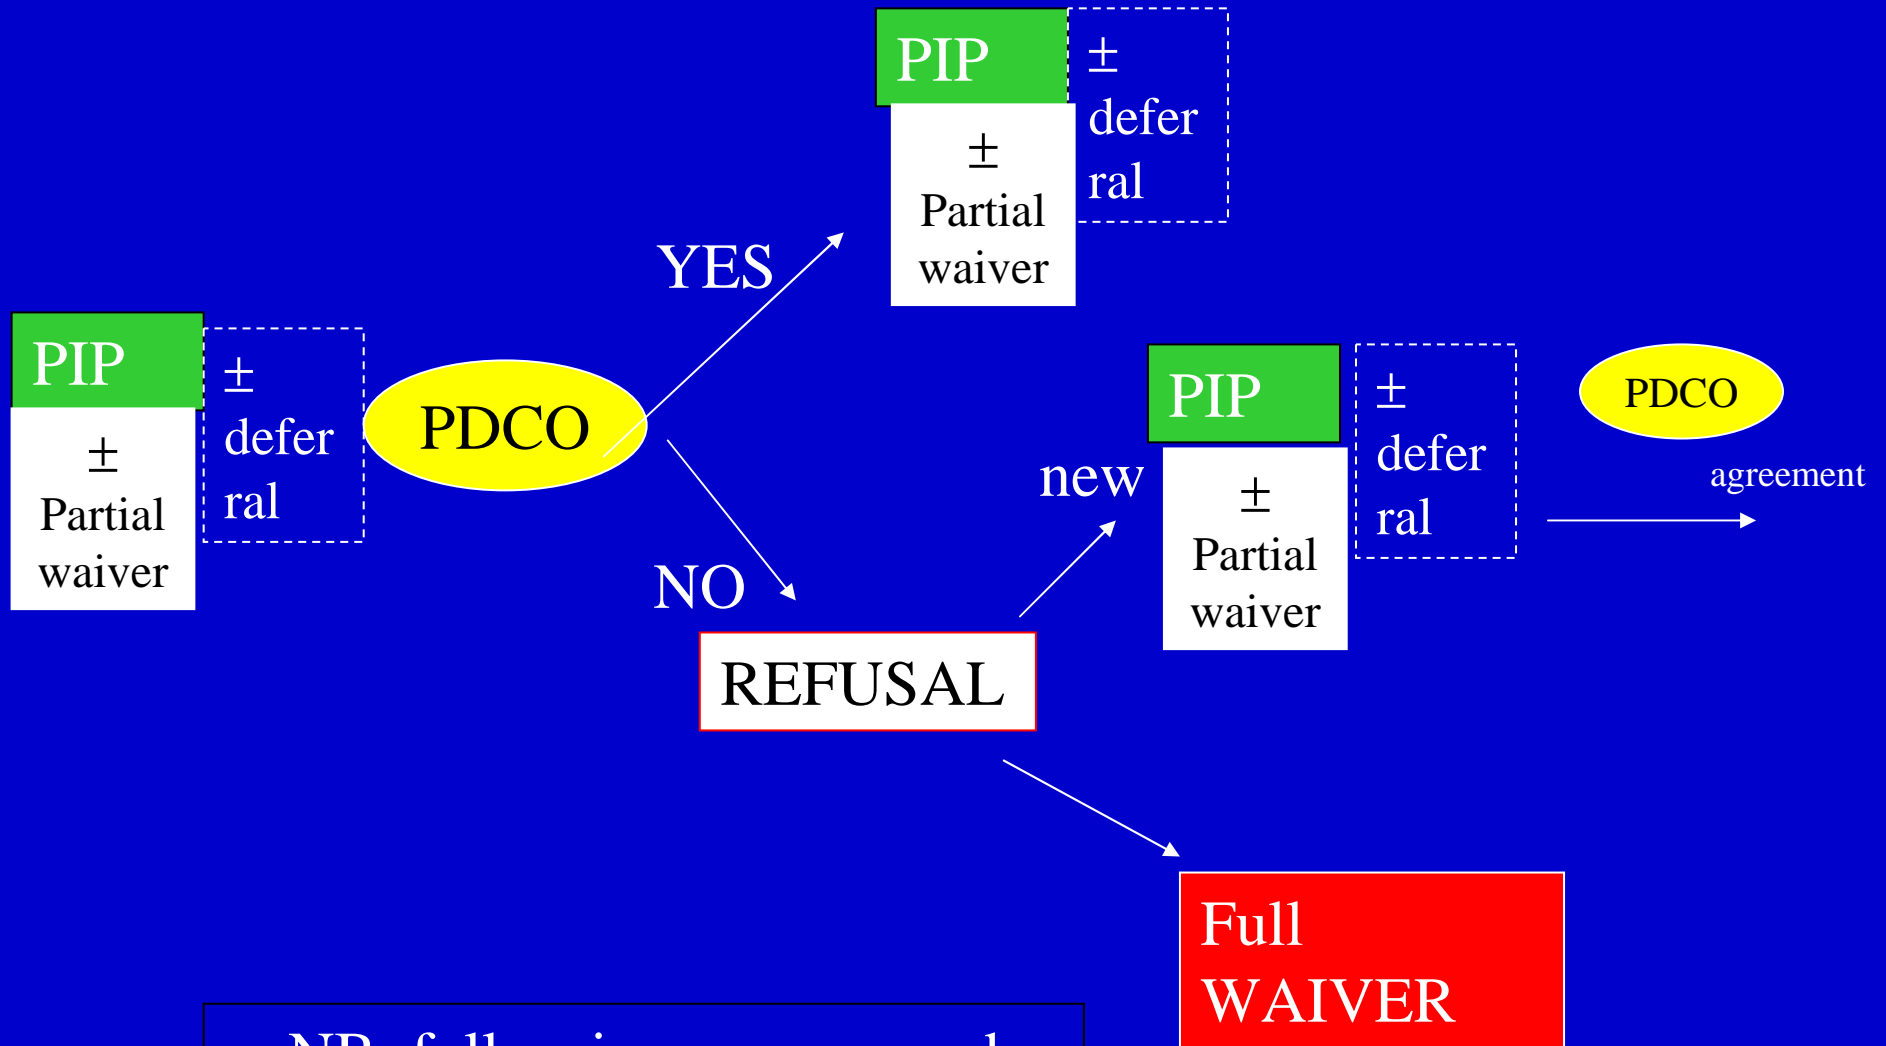 PIP
±
defer
ral
±
Partial
waiver
YES
PIP
±
defer
ral
±
Partial
waiver
PDCO
NO
REFUSAL
new
PIP
±
defer
ral
±
Partial
waiver
PDCO
agreement
Full
WAIVER